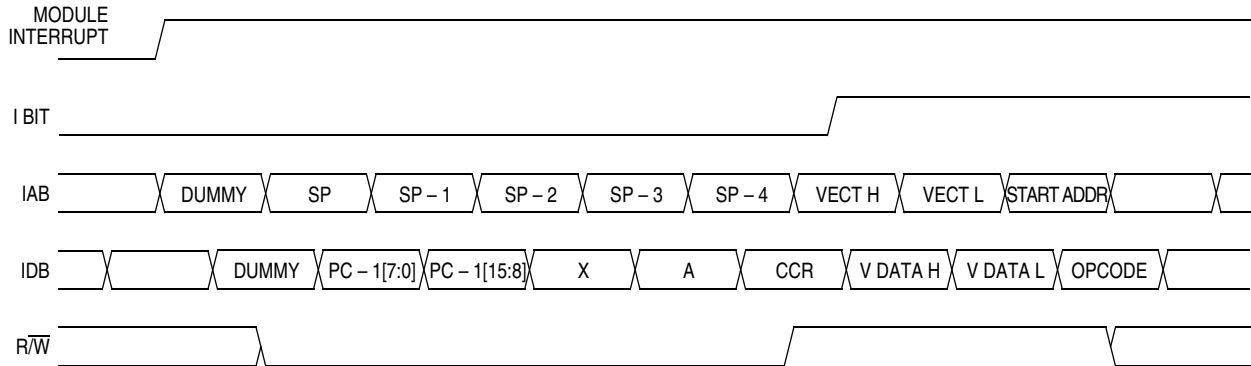 MODULE
INTERRUPT
I BIT
IAB DUMMY SP SP – 1 SP – 2 SP – 3 SP – 4 VECT H VECT L START ADDR
IDB DUMMY PC – 1[7:0] PC – 1[15:8] X A CCR V DATA H V DATA L OPCODE
R/W̅